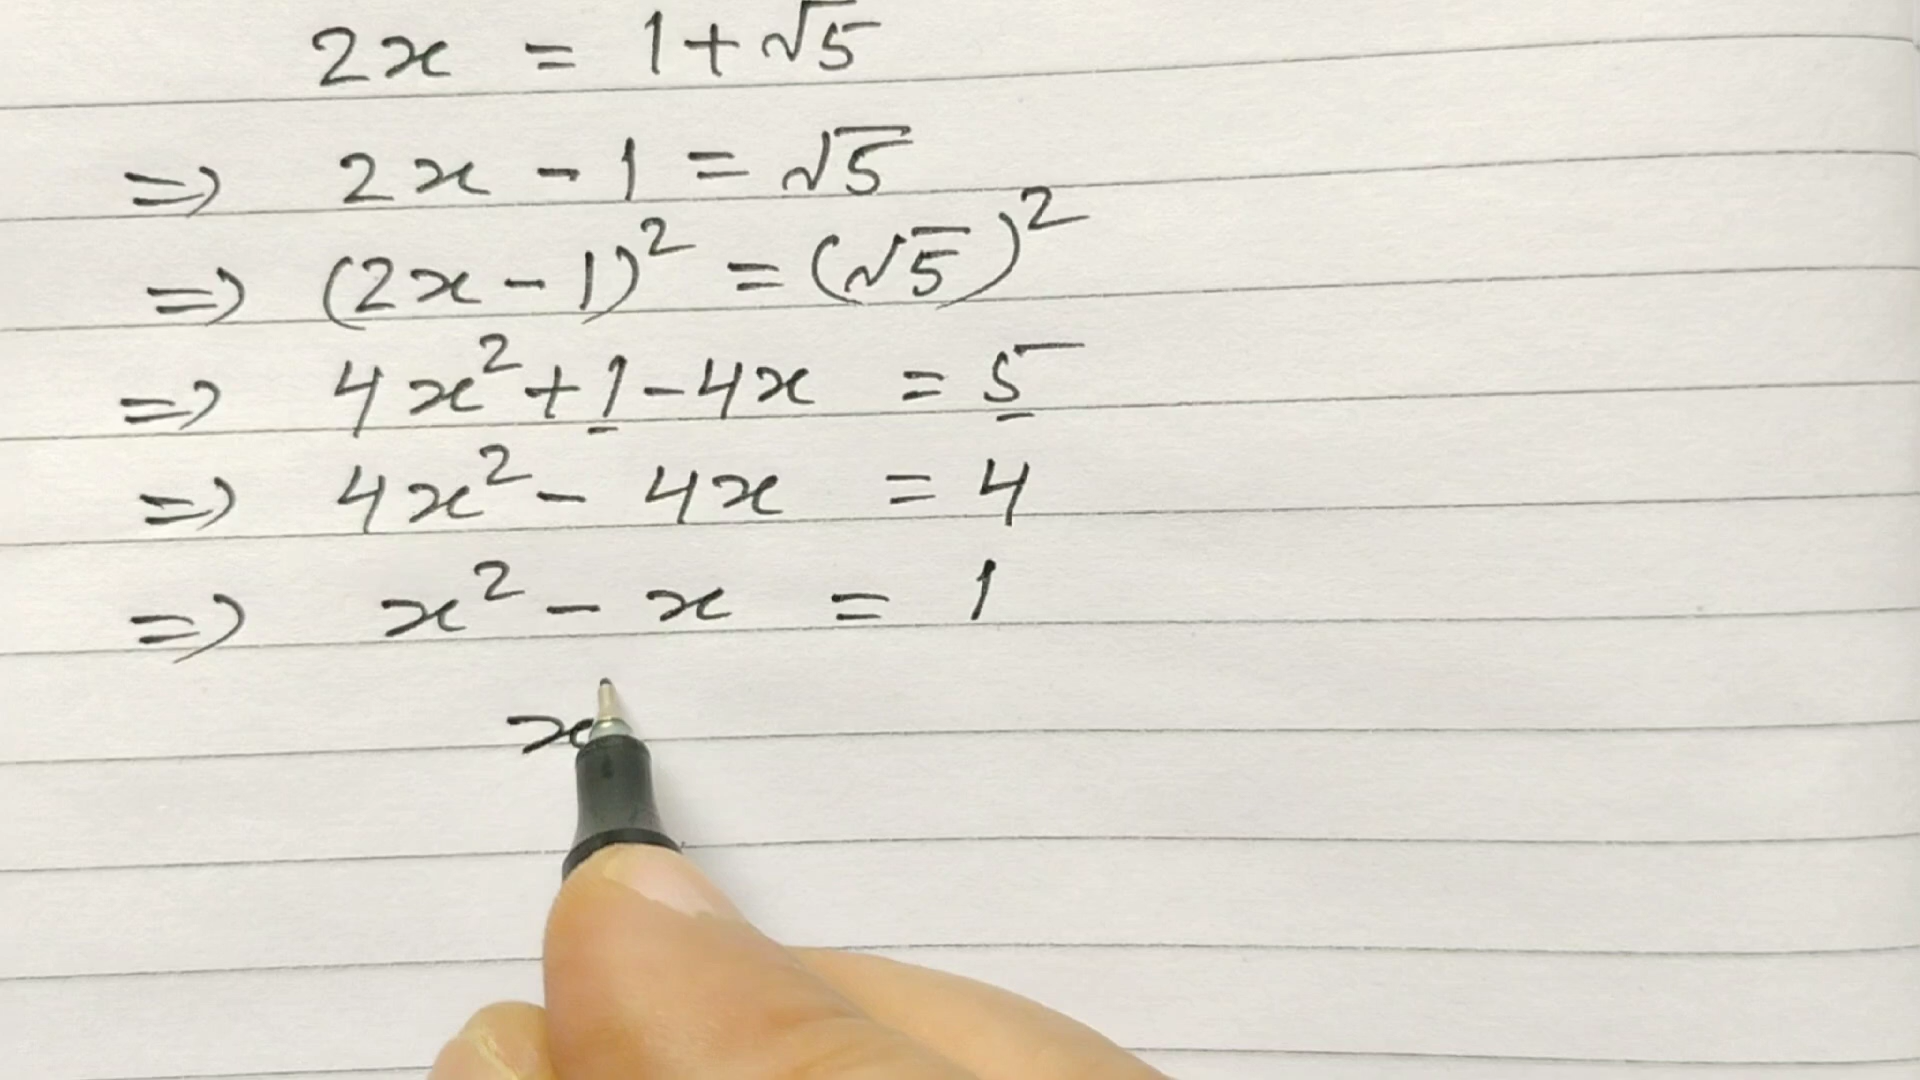 2x = 1+√5
=> 2x - 1 = √5
=> (2x - 1)² = (√5)²
=> 4x² + 1 - 4x = 5
=> 4x² - 4x = 4
=> x² - x = 1
x